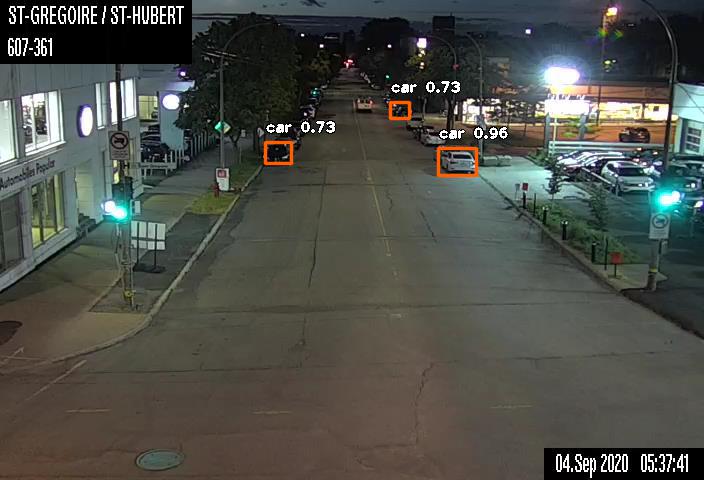 ST-GREGOIRE / ST-HUBERT
607-361
car 0.73
car 0.73
car 0.96
Automobiles Popular
04.Sep 2020 05:37:41